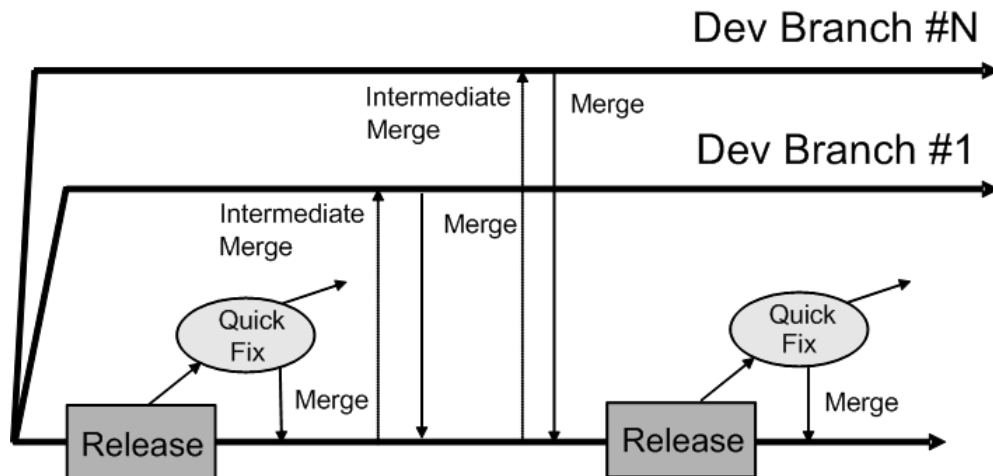 Dev Branch #N
Intermediate
Merge
Merge
Dev Branch #1
Intermediate
Merge
Merge
Quick
Fix
Merge
Release
Quick
Fix
Merge
Release